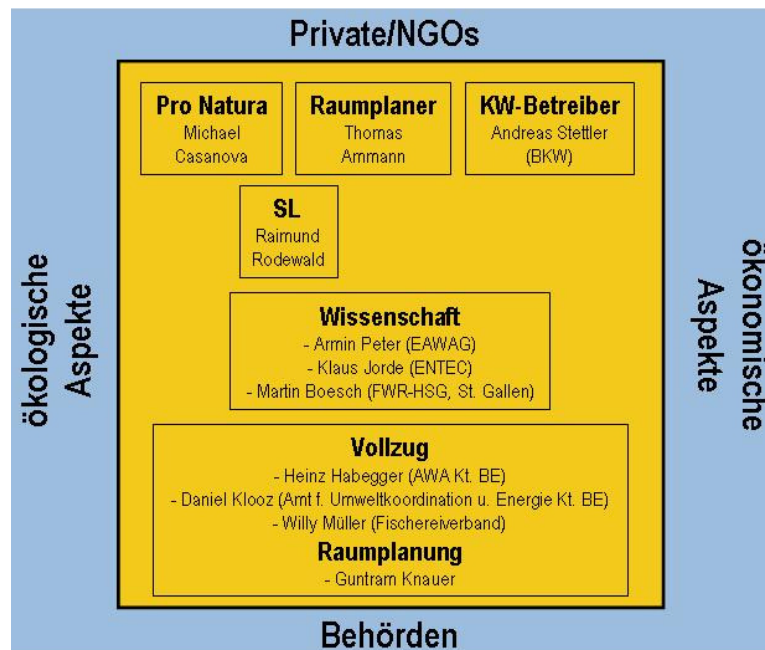 Private/NGOs
Pro Natura
Michael
Casanova
Raumplaner
Thomas
Ammann
KW-Betreiber
Andreas Stettler
(BKW)
SL
Raimund
Rodewald
ökologische
Aspekte
ökonomische
Aspekte
Wissenschaft
- Armin Peter (EAWAG)
- Klaus Jorde (ENTEC)
- Martin Boesch (FWR-HSG, St. Gallen)
Vollzug
- Heinz Habegger (AWA Kt. BE)
- Daniel Klooz (Amt f. Umweltkoordination u. Energie Kt. BE)
- Willy Müller (Fischereiverband)
Raumplanung
- Guntram Knauer
Behörden